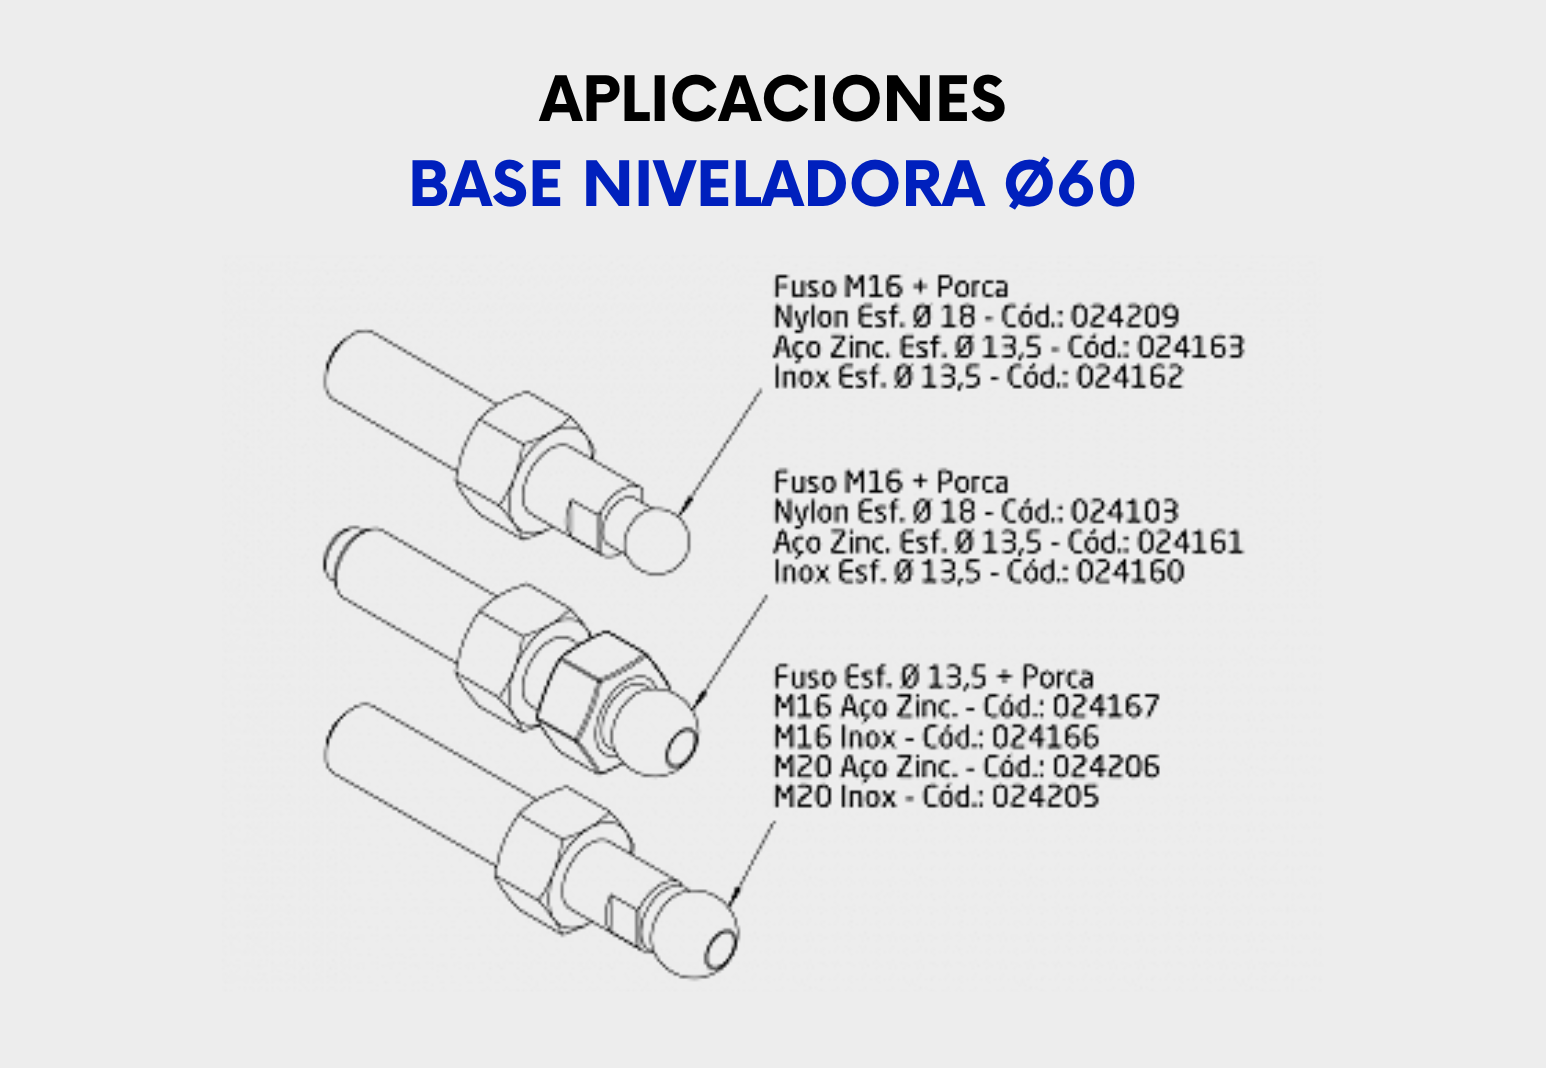 APLICACIONES
BASE NIVELADORA Ø60
Fuso M16 + Porca
Nylon Esf. Ø 18 - Cód.: 024209
Aço Zinc. Esf. Ø 13,5 - Cód.: 024163
Inox Esf. Ø 13,5 - Cód.: 024162
Fuso M16 + Porca
Nylon Esf. Ø 18 - Cód.: 024103
Aço Zinc. Esf. Ø 13,5 - Cód.: 024161
Inox Esf. Ø 13,5 - Cód.: 024160
Fuso Esf. Ø 13,5 + Porca
M16 Aço Zinc. - Cód.: 024167
M16 Inox - Cód.: 024166
M20 Aço Zinc. - Cód.: 024206
M20 Inox - Cód.: 024205